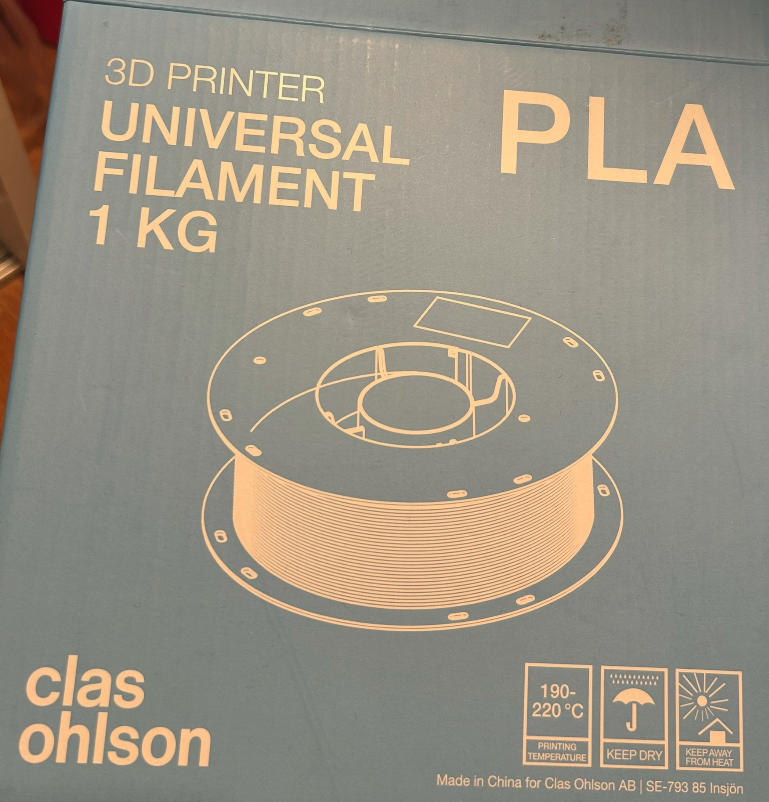 3D PRINTER
UNIVERSAL
FILAMENT
1 KG
PLA
clas
ohlson
190-
220 °C
PRINTING
TEMPERATURE
KEEP DRY
KEEP AWAY
FROM HEAT
Made in China for Clas Ohlson AB | SE-793 85 Insjön